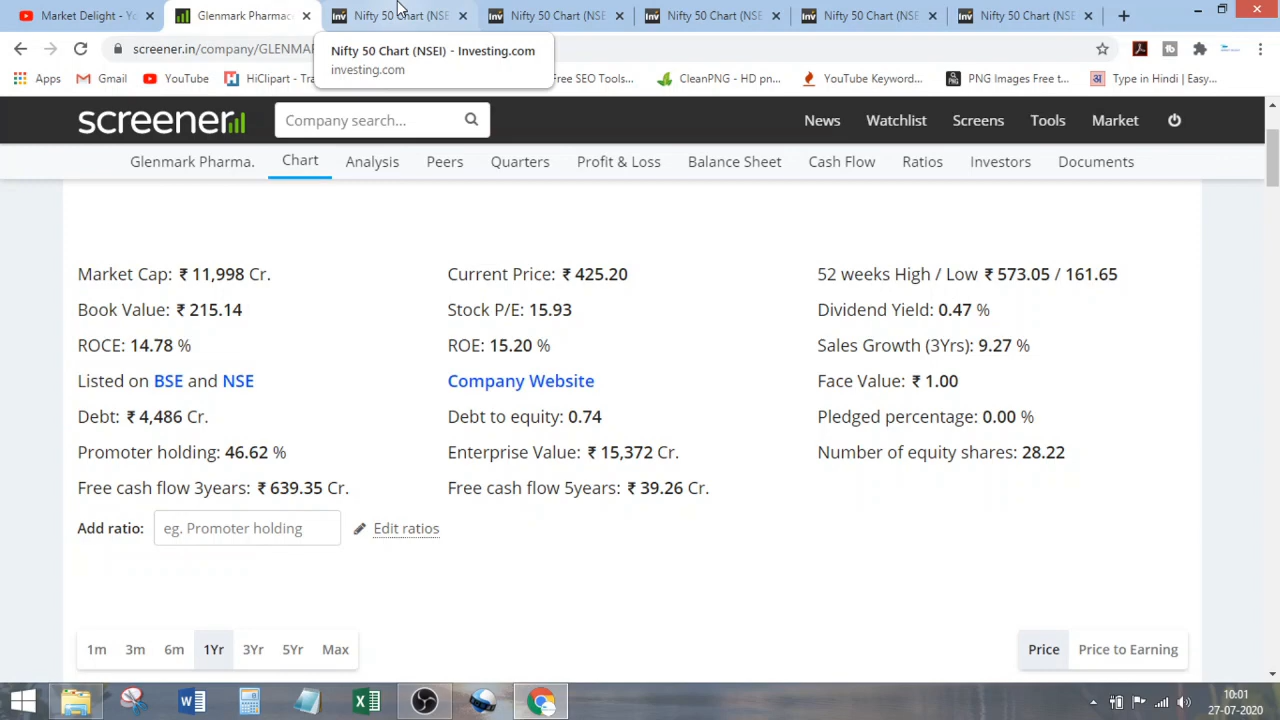 Market Delight - Y
Glenmark Pharmac
Nifty 50 Chart (NSE
Nifty 50 Chart (NSE
Nifty 50 Chart (NSE
Nifty 50 Chart (NSE
Nifty 50 Chart (NSE
screener.in/company/GLENMAR
Nifty 50 Chart (NSEI) - Investing.com
investing.com
Apps
Gmail
YouTube
HiClipart - Tra
Free SEO Tools...
CleanPNG - HD pn...
YouTube Keyword...
PNG Images Free t...
Type in Hindi | Easy...
screener
Company search...
News
Watchlist
Screens
Tools
Market
Glenmark Pharma.
Chart
Analysis
Peers
Quarters
Profit & Loss
Balance Sheet
Cash Flow
Ratios
Investors
Documents
Market Cap: ₹ 11,998 Cr.
Current Price: ₹ 425.20
52 weeks High / Low ₹ 573.05 / 161.65
Book Value: ₹ 215.14
Stock P/E: 15.93
Dividend Yield: 0.47 %
ROCE: 14.78 %
ROE: 15.20 %
Sales Growth (3Yrs): 9.27 %
Listed on BSE and NSE
Company Website
Face Value: ₹ 1.00
Debt: ₹ 4,486 Cr.
Debt to equity: 0.74
Pledged percentage: 0.00 %
Promoter holding: 46.62 %
Enterprise Value: ₹ 15,372 Cr.
Number of equity shares: 28.22
Free cash flow 3years: ₹ 639.35 Cr.
Free cash flow 5years: ₹ 39.26 Cr.
Add ratio:
eg. Promoter holding
Edit ratios
1m
3m
6m
1Yr
3Yr
5Yr
Max
Price
Price to Earning
10:01
27-07-2020